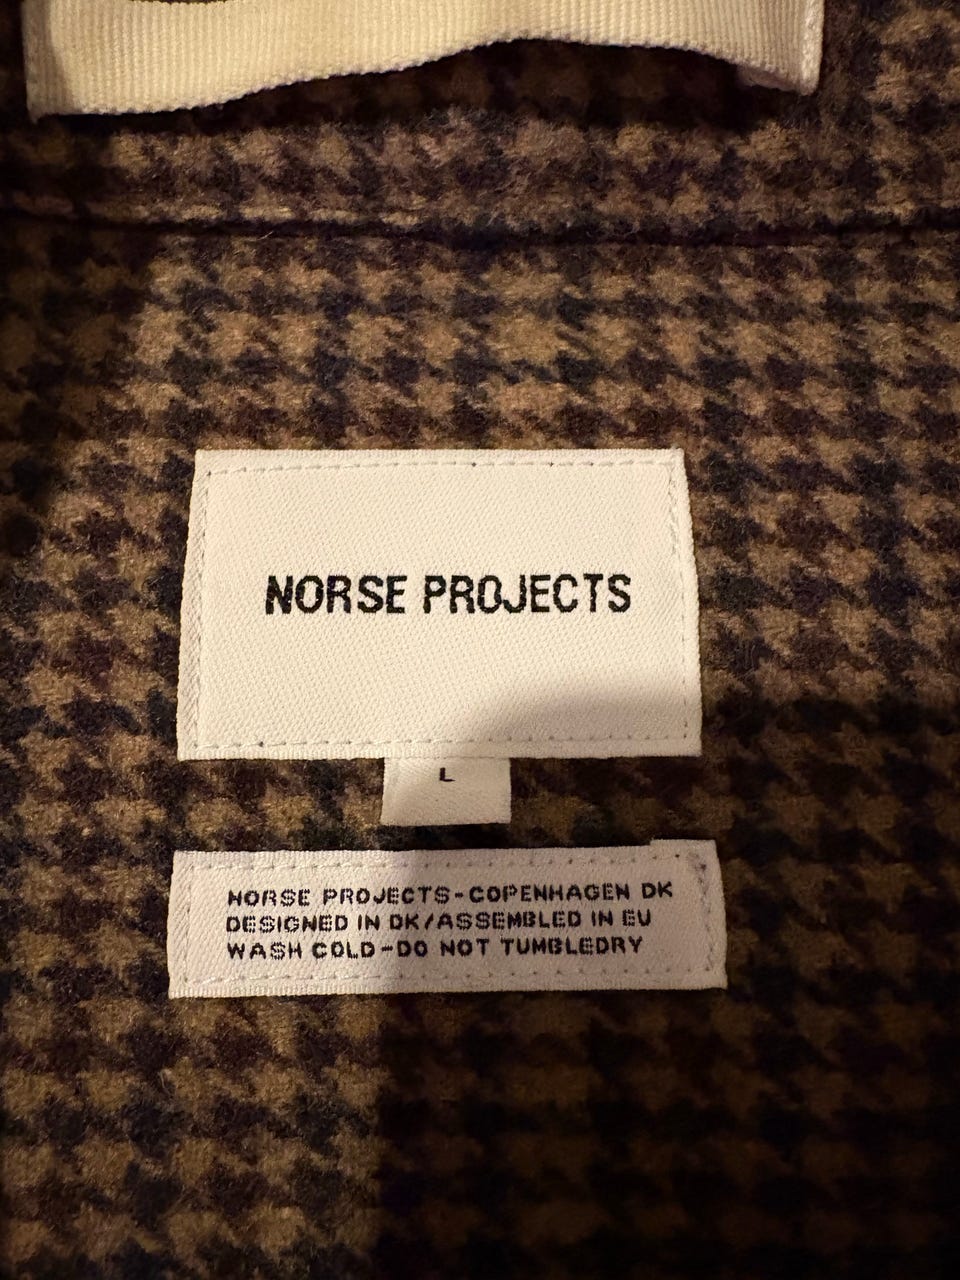 NORSE PROJECTS
L
NORSE PROJECTS-COPENHAGEN DK
DESIGNED IN DK/ASSEMBLED IN EU
WASH COLD-DO NOT TUMBLEDRY